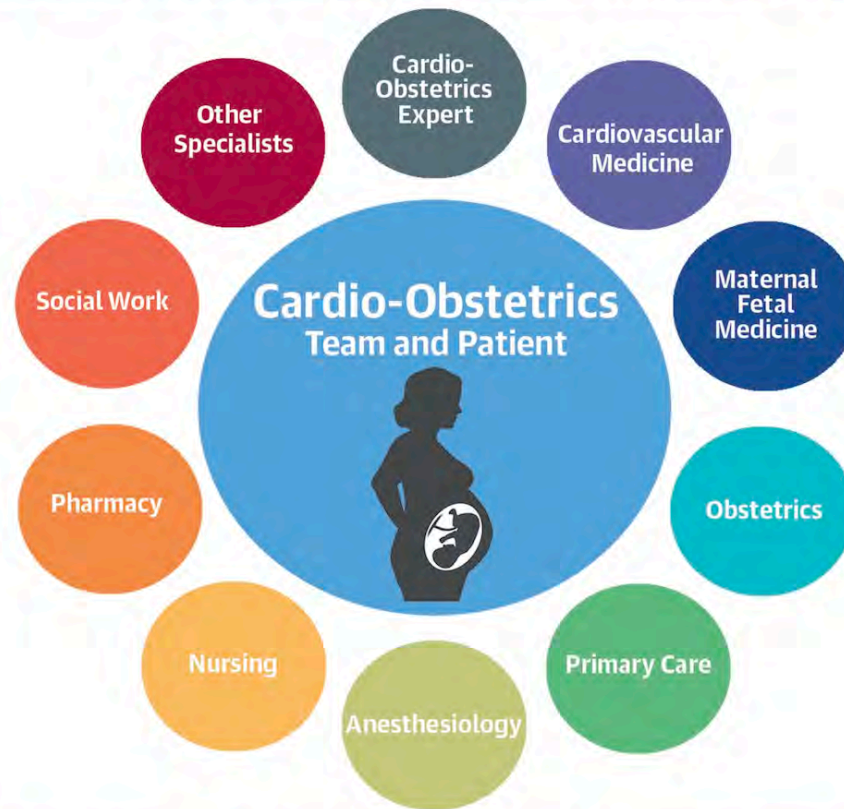 Cardio-
Obstetrics
Expert
Other
Specialists
Cardiovascular
Medicine
Cardio-Obstetrics
Team and Patient
Social Work
Maternal
Fetal
Medicine
Pharmacy
Obstetrics
Nursing
Primary Care
Anesthesiology